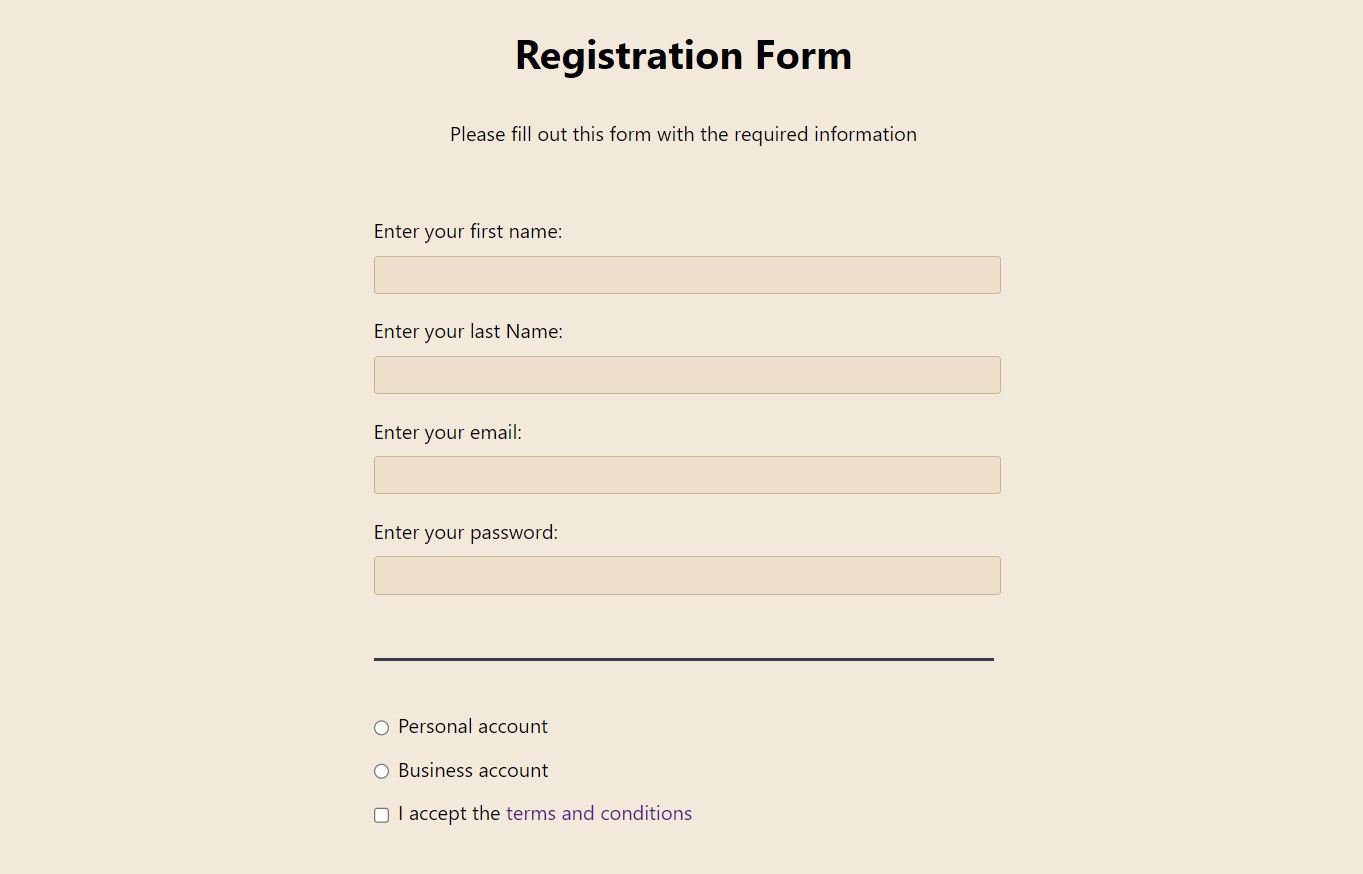 Registration Form
Please fill out this form with the required information
Enter your first name:
Enter your last Name:
Enter your email:
Enter your password:
Personal account
Business account
I accept the terms and conditions